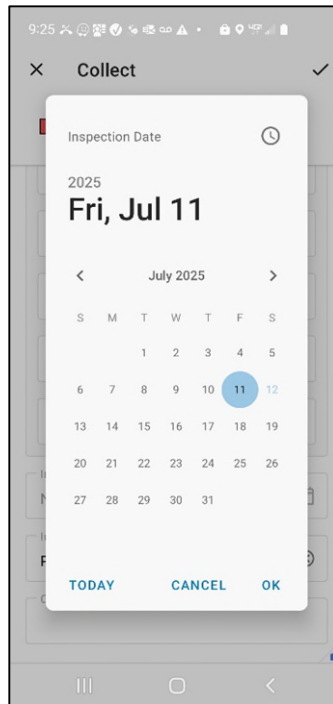 9:25
Collect
Inspection Date
2025
Fri, Jul 11
July 2025
S M T W T F S
1 2 3 4 5
6 7 8 9 10 11 12
13 14 15 16 17 18 19
20 21 22 23 24 25 26
27 28 29 30 31
TODAY CANCEL OK